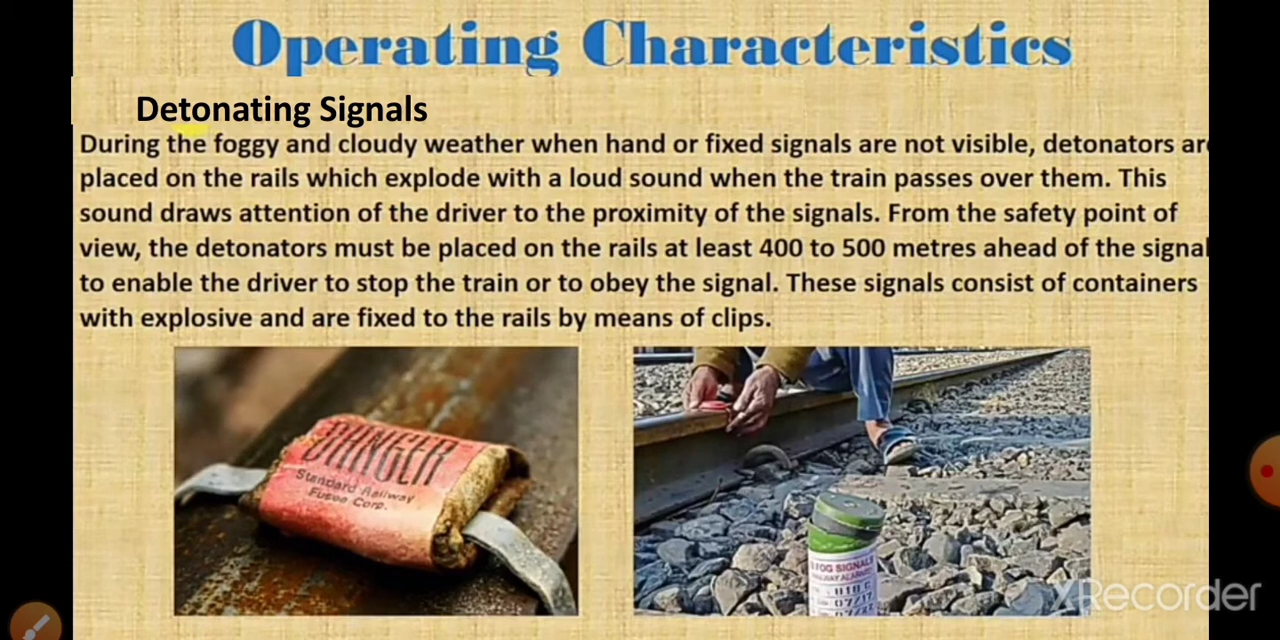 Operating Characteristics
Detonating Signals
During the foggy and cloudy weather when hand or fixed signals are not visible, detonators are
placed on the rails which explode with a loud sound when the train passes over them. This
sound draws attention of the driver to the proximity of the signals. From the safety point of
view, the detonators must be placed on the rails at least 400 to 500 metres ahead of the signal
to enable the driver to stop the train or to obey the signal. These signals consist of containers
with explosive and are fixed to the rails by means of clips.
DANGER
Standard Railway
Fusee Corp.
FOG SIGNAL
07/17
XRecorder